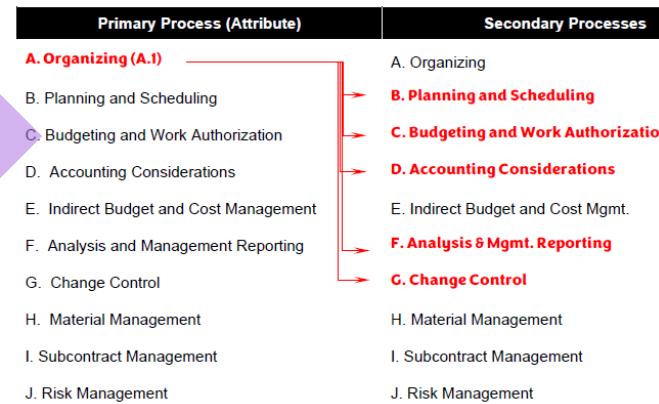 Primary Process (Attribute) Secondary Processes
A. Organizing (A.1) A. Organizing
B. Planning and Scheduling B. Planning and Scheduling
C. Budgeting and Work Authorization C. Budgeting and Work Authorizatio
D. Accounting Considerations D. Accounting Considerations
E. Indirect Budget and Cost Management E. Indirect Budget and Cost Mgmt.
F. Analysis and Management Reporting F. Analysis & Mgmt. Reporting
G. Change Control G. Change Control
H. Material Management H. Material Management
I. Subcontract Management I. Subcontract Management
J. Risk Management J. Risk Management